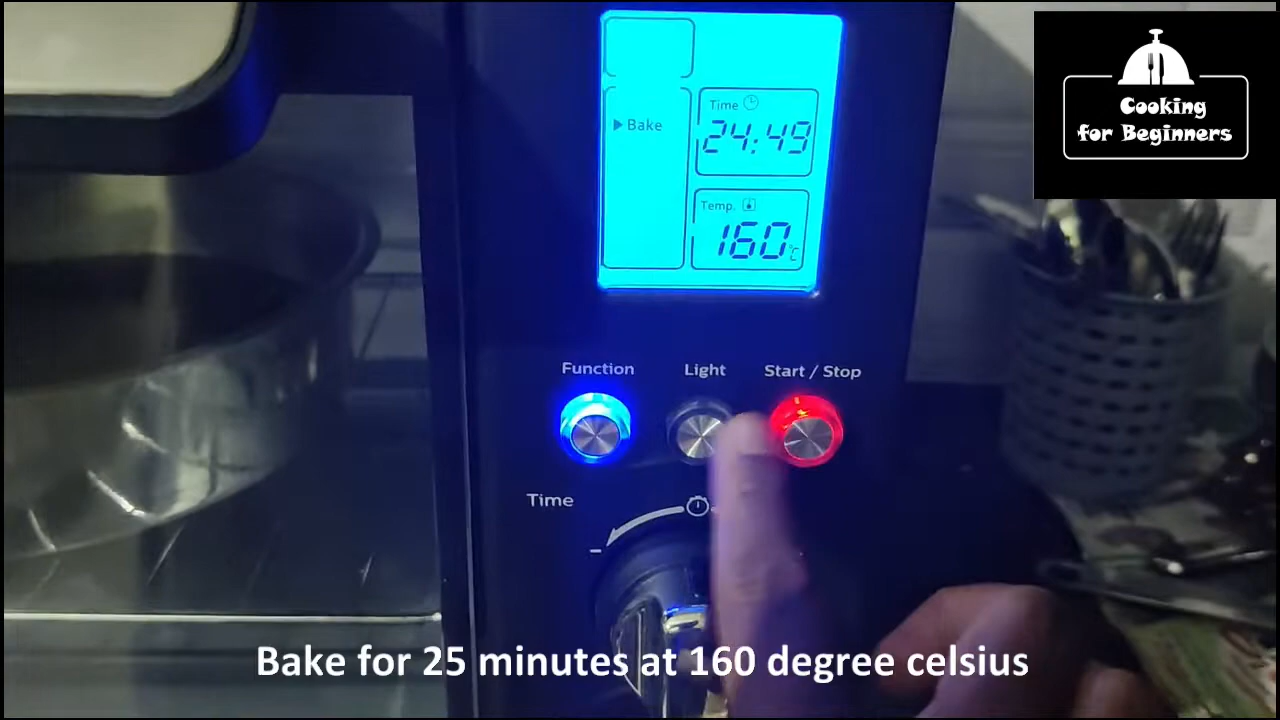 Bake
Time
24:49
Temp.
160°C
Cooking
for Beginners
Function
Light
Start / Stop
Time
Bake for 25 minutes at 160 degree celsius